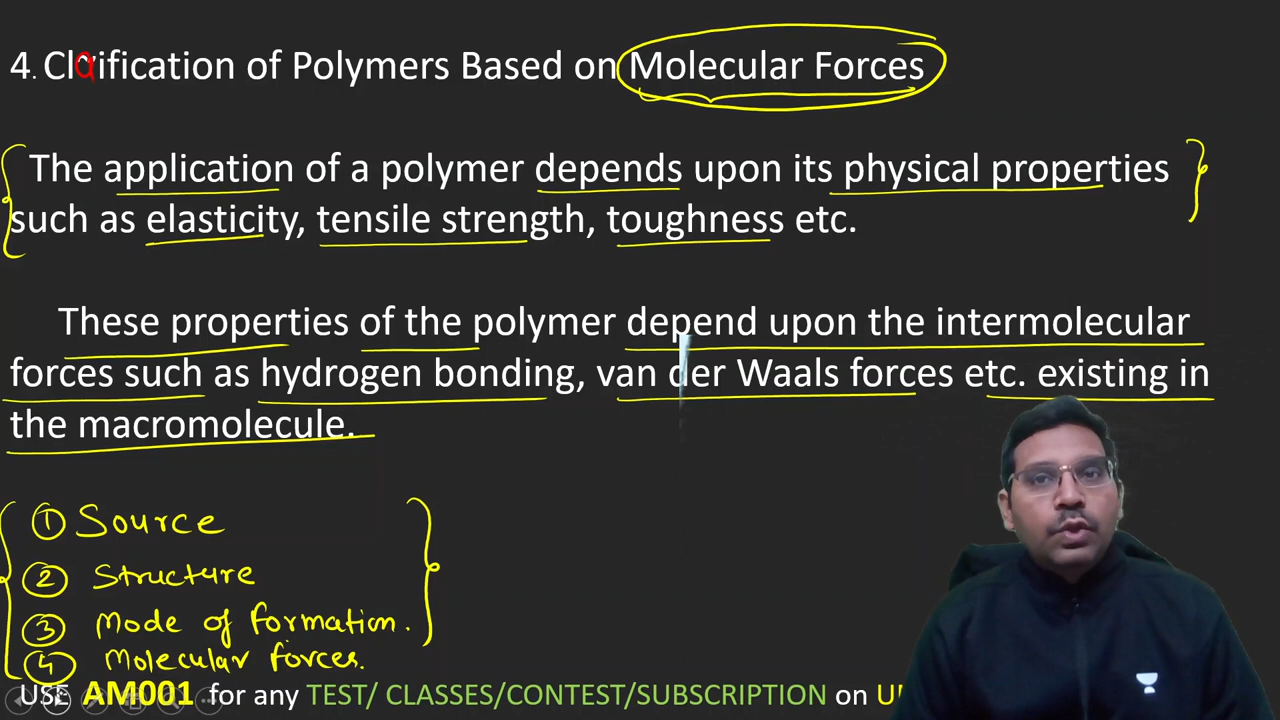 4. Claification of Polymers Based on Molecular Forces
The application of a polymer depends upon its physical properties
such as elasticity, tensile strength, toughness etc.
These properties of the polymer depend upon the intermolecular
forces such as hydrogen bonding, van der Waals forces etc. existing in
the macromolecule.
1 Source
2 Structure
3 Mode of formation.
4 Molecular forces.
USE AM001 for any TEST/ CLASSES/CONTEST/SUBSCRIPTION on